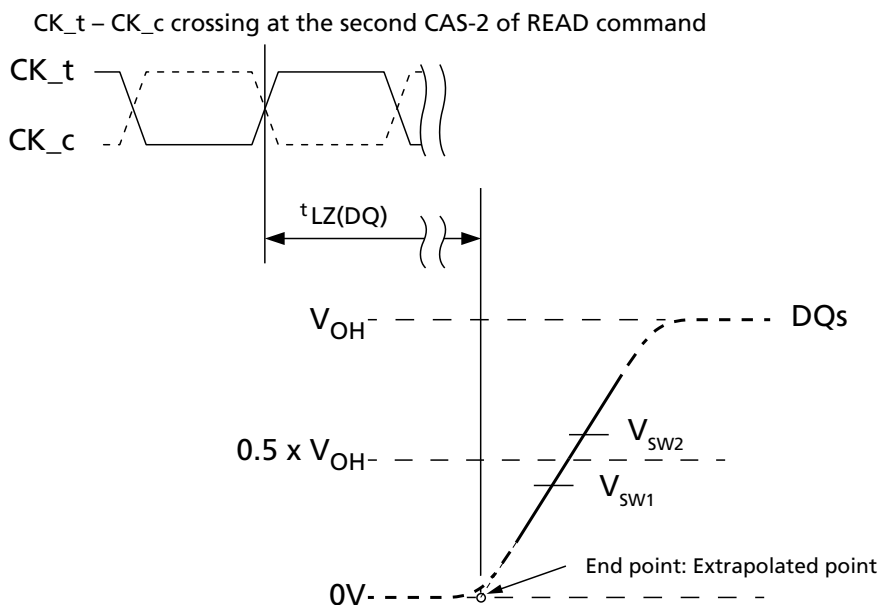 CK_t – CK_c crossing at the second CAS-2 of READ command
CK_t
CK_c
tLZ(DQ)
VOH
DQs
VSW2
0.5 x VOH
VSW1
End point: Extrapolated point
0V